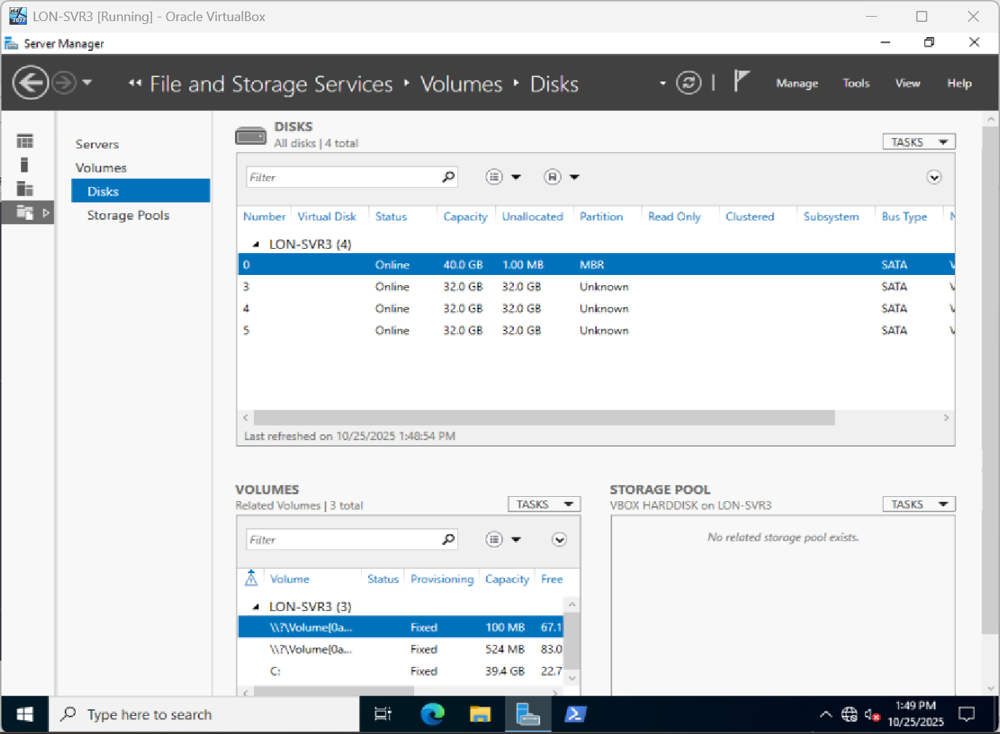 LON-SVR3 [Running] - Oracle VirtualBox
Server Manager
File and Storage Services Volumes Disks
Manage Tools View Help
Servers
Volumes
Disks
Storage Pools
DISKS
All disks | 4 total
TASKS
Filter
Number Virtual Disk Status Capacity Unallocated Partition Read Only Clustered Subsystem Bus Type
LON-SVR3 (4)
0 Online 40.0 GB 1.00 MB MBR SATA
3 Online 32.0 GB 32.0 GB Unknown SATA
4 Online 32.0 GB 32.0 GB Unknown SATA
5 Online 32.0 GB 32.0 GB Unknown SATA
Last refreshed on 10/25/2025 1:48:54 PM
VOLUMES
Related Volumes | 3 total
TASKS
Filter
Volume Status Provisioning Capacity Free
LON-SVR3 (3)
\\?\Volume{0a... Fixed 100 MB 67.1
\\?\Volume{0a... Fixed 524 MB 83.0
C: Fixed 39.4 GB 22.7
STORAGE POOL
VBOX HARDDISK on LON-SVR3
TASKS
No related storage pool exists.
Type here to search
1:49 PM
10/25/2025